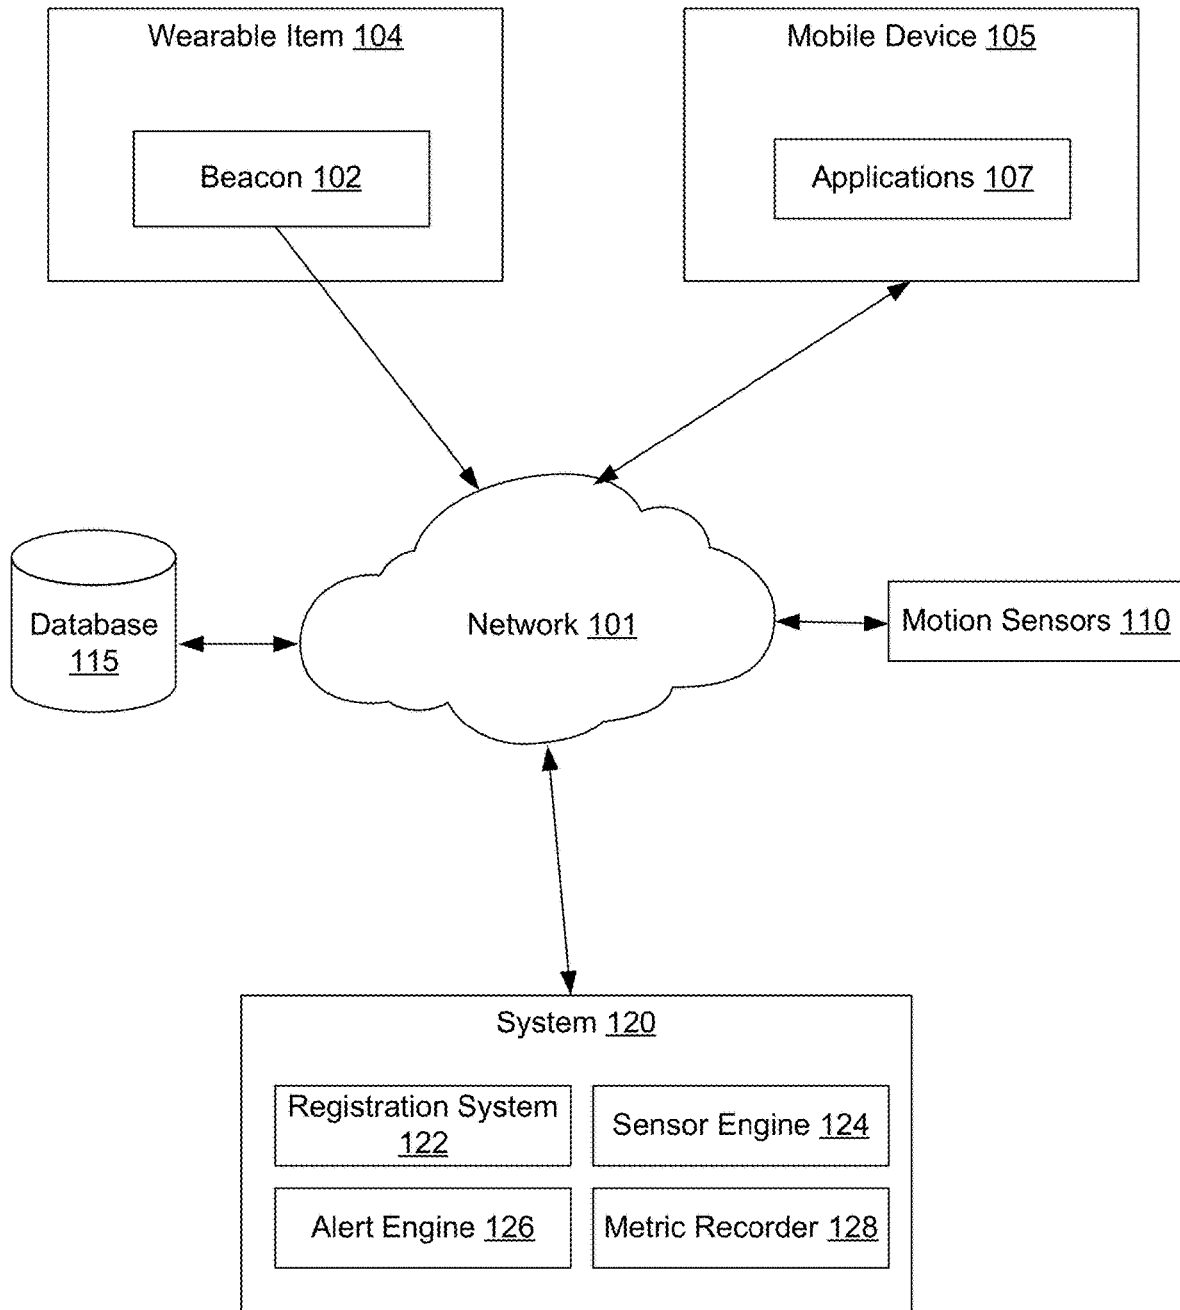 Wearable Item 104
Mobile Device 105
Beacon 102
Applications 107
Database
115
Network 101
Motion Sensors 110
System 120
Registration System
122
Sensor Engine 124
Alert Engine 126
Metric Recorder 128